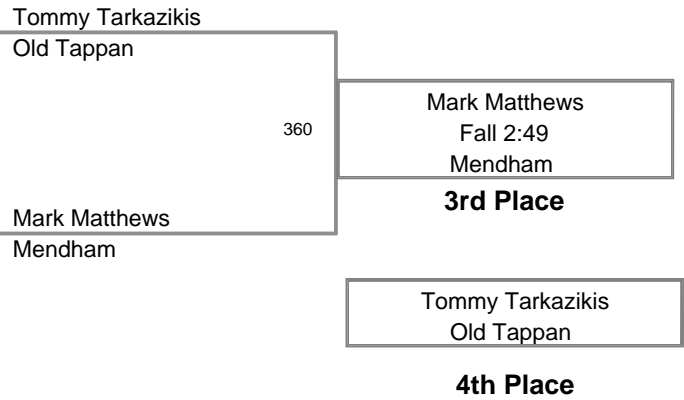 Tommy Tarkazikis
Old Tappan
360
Mark Matthews
Fall 2:49
Mendham
3rd Place
Mark Matthews
Mendham
Tommy Tarkazikis
Old Tappan
4th Place